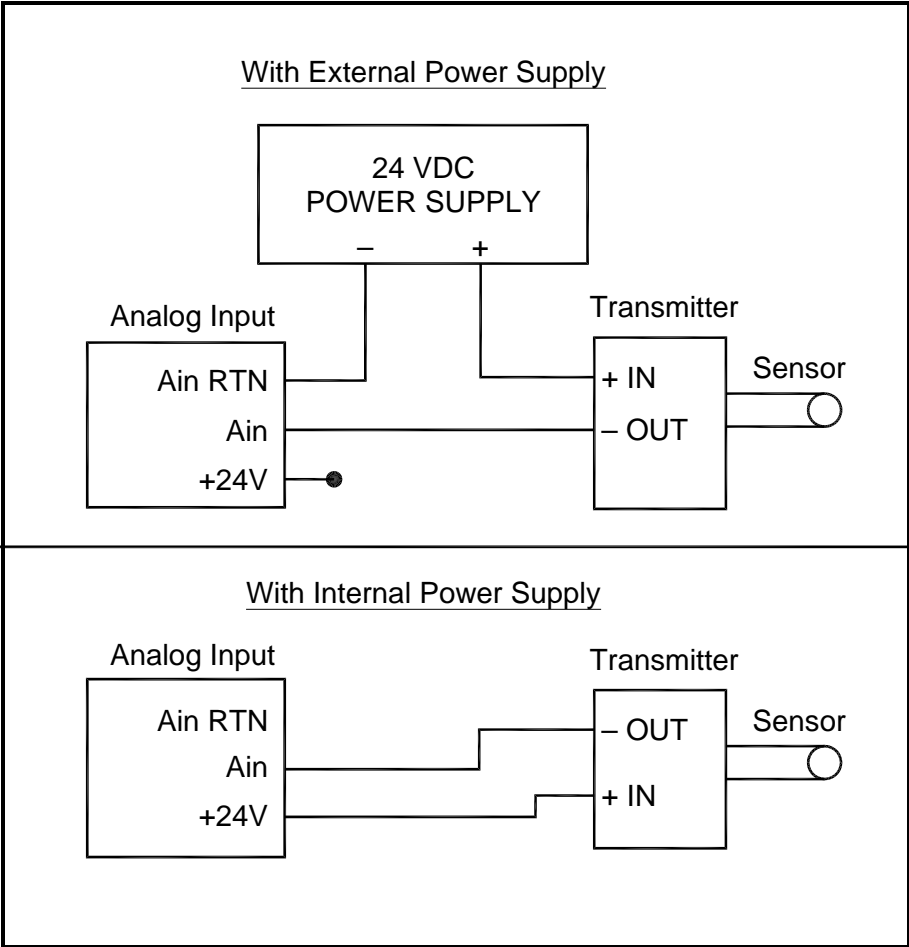 With External Power Supply
24 VDC
POWER SUPPLY
– +
Analog Input
Transmitter
Ain RTN
Ain
+24V
+ IN
– OUT
Sensor
With Internal Power Supply
Analog Input
Transmitter
Ain RTN
Ain
+24V
– OUT
+ IN
Sensor